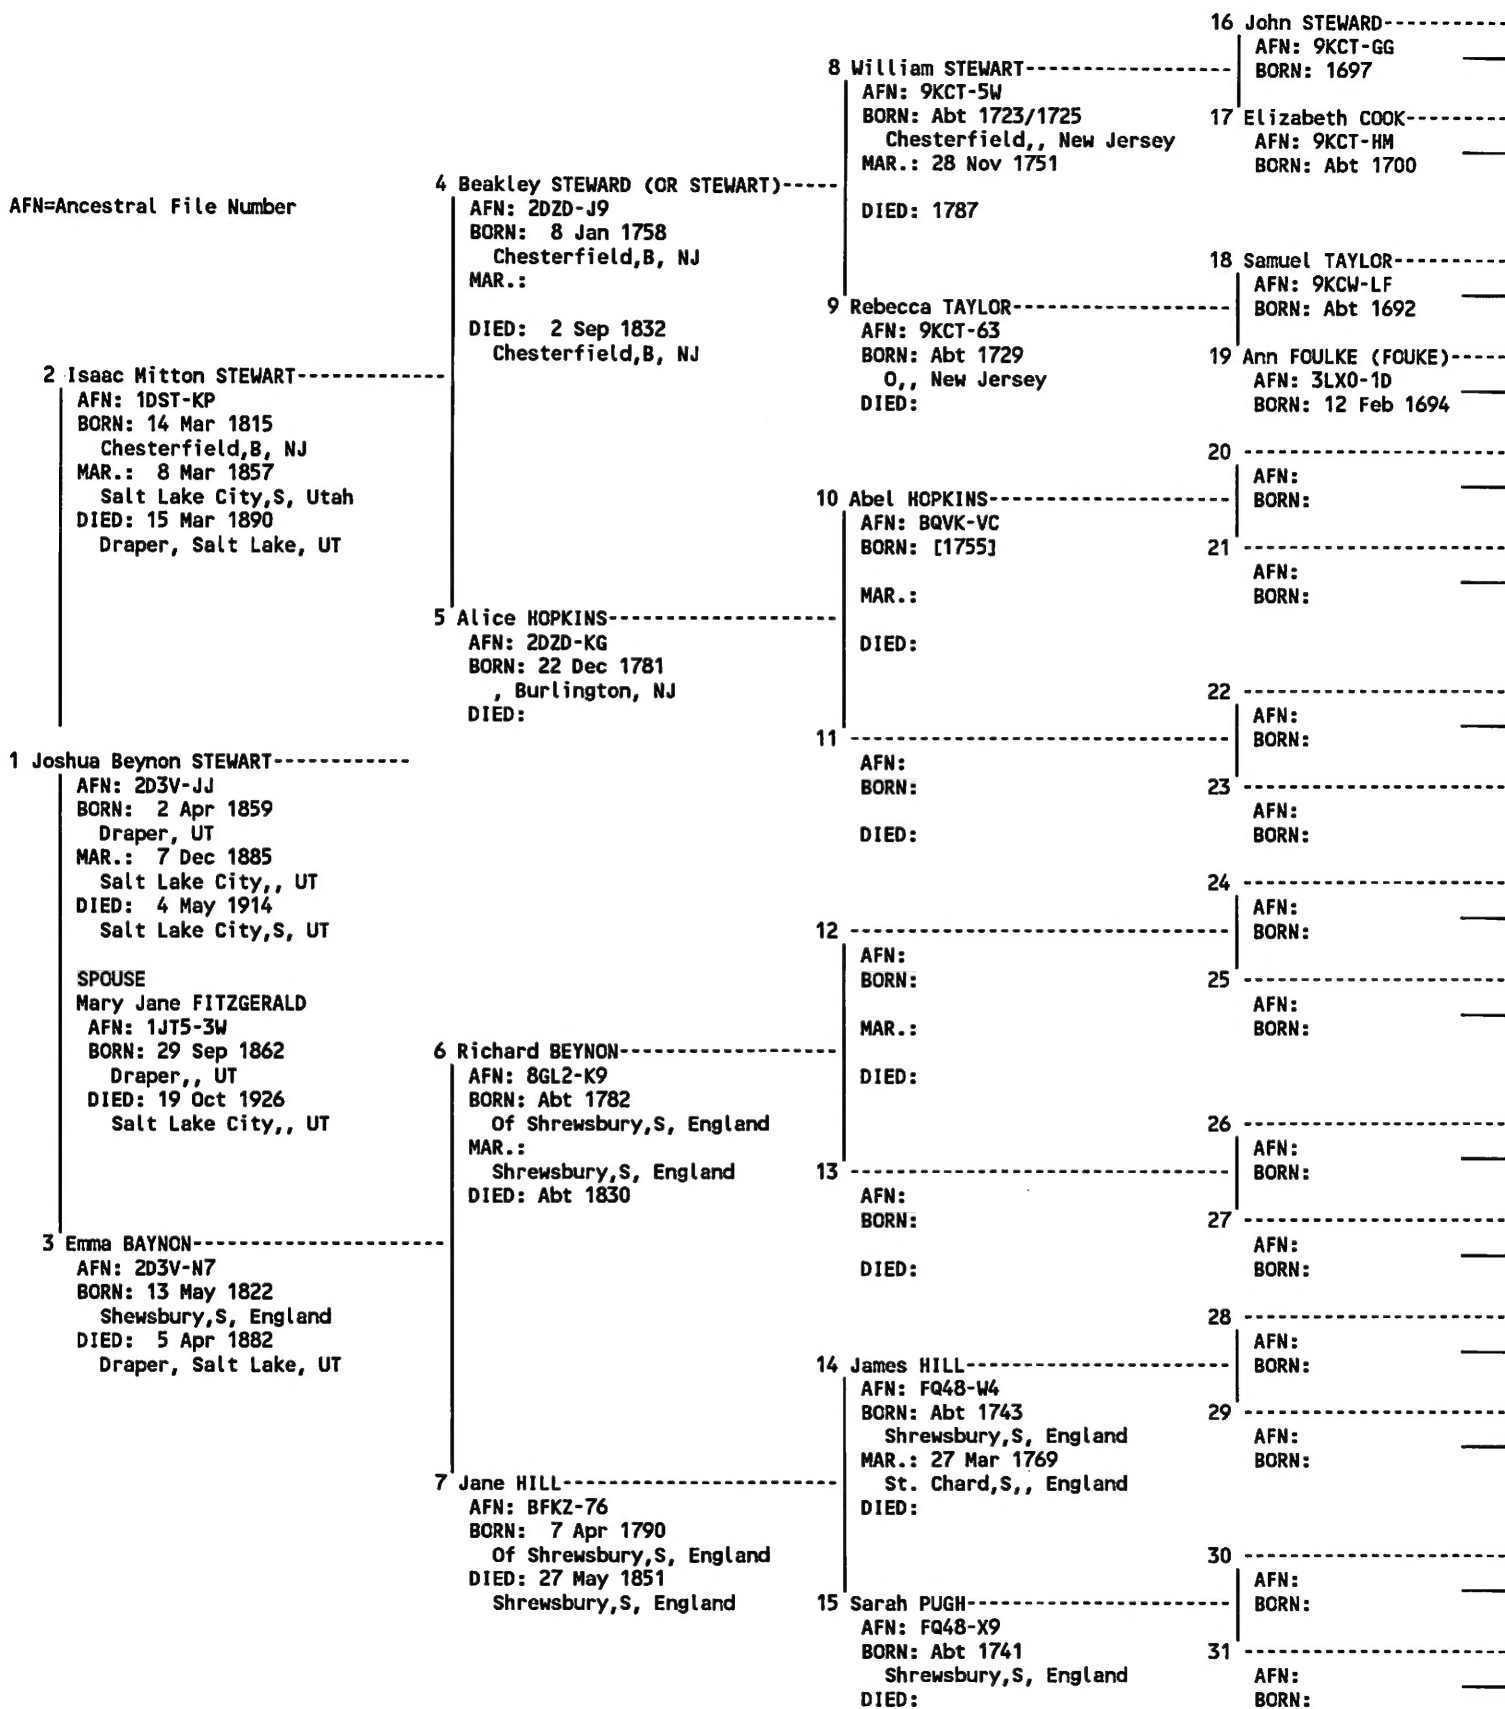 AFN=Ancestral File Number
1 Joshua Beynon STEWART------------
AFN: 2D3V-JJ
BORN:  2 Apr 1859
Draper, UT
MAR.:  7 Dec 1885
Salt Lake City,, UT
DIED:  4 May 1914
Salt Lake City,S, UT
SPOUSE
Mary Jane FITZGERALD
AFN: 1JT5-3W
BORN: 29 Sep 1862
Draper,, UT
DIED: 19 Oct 1926
Salt Lake City,, UT
2 Isaac Mitton STEWART-------------
AFN: 1DST-KP
BORN: 14 Mar 1815
Chesterfield,B, NJ
MAR.:  8 Mar 1857
Salt Lake City,S, Utah
DIED: 15 Mar 1890
Draper, Salt Lake, UT
3 Emma BAYNON----------------------
AFN: 2D3V-N7
BORN: 13 May 1822
Shewsbury,S, England
DIED:  5 Apr 1882
Draper, Salt Lake, UT
4 Beakley STEWARD (OR STEWART)-----
AFN: 2DZD-J9
BORN:  8 Jan 1758
Chesterfield,B, NJ
MAR.:
DIED:  2 Sep 1832
Chesterfield,B, NJ
5 Alice HOPKINS--------------------
AFN: 2DZD-KG
BORN: 22 Dec 1781
, Burlington, NJ
DIED:
6 Richard BEYNON-------------------
AFN: 8GL2-K9
BORN: Abt 1782
Of Shrewsbury,S, England
MAR.:
Shrewsbury,S, England
DIED: Abt 1830
7 Jane HILL------------------------
AFN: BFKZ-76
BORN:  7 Apr 1790
Of Shrewsbury,S, England
DIED: 27 May 1851
Shrewsbury,S, England
8 William STEWART------------------
AFN: 9KCT-5W
BORN: Abt 1723/1725
Chesterfield,, New Jersey
MAR.: 28 Nov 1751
DIED: 1787
9 Rebecca TAYLOR-------------------
AFN: 9KCT-63
BORN: Abt 1729
O,, New Jersey
DIED:
10 Abel HOPKINS---------------------
AFN: BQVK-VC
BORN: [1755]
MAR.:
DIED:
11 ---------------------------------
AFN:
BORN:
DIED:
12 ---------------------------------
AFN:
BORN:
MAR.:
DIED:
13 ---------------------------------
AFN:
BORN:
DIED:
14 James HILL-----------------------
AFN: FQ48-W4
BORN: Abt 1743
Shrewsbury,S, England
MAR.: 27 Mar 1769
St. Chard,S,, England
DIED:
15 Sarah PUGH-----------------------
AFN: FQ48-X9
BORN: Abt 1741
Shrewsbury,S, England
DIED:
16 John STEWARD-----------
AFN: 9KCT-GG
BORN: 1697
17 Elizabeth COOK---------
AFN: 9KCT-HM
BORN: Abt 1700
18 Samuel TAYLOR----------
AFN: 9KCW-LF
BORN: Abt 1692
19 Ann FOULKE (FOUKE)-----
AFN: 3LX0-1D
BORN: 12 Feb 1694
20 -----------------------
AFN:
BORN:
21 -----------------------
AFN:
BORN:
22 -----------------------
AFN:
BORN:
23 -----------------------
AFN:
BORN:
24 -----------------------
AFN:
BORN:
25 -----------------------
AFN:
BORN:
26 -----------------------
AFN:
BORN:
27 -----------------------
AFN:
BORN:
28 -----------------------
AFN:
BORN:
29 -----------------------
AFN:
BORN:
30 -----------------------
AFN:
BORN:
31 -----------------------
AFN:
BORN: